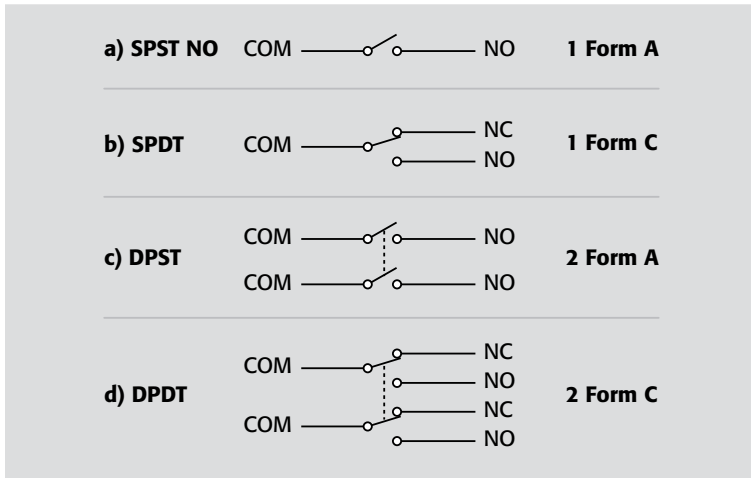 a) SPST NO COM NO 1 Form A
b) SPDT COM NC NO 1 Form C
c) DPST COM NO COM NO 2 Form A
d) DPDT COM NC NO COM NC NO 2 Form C